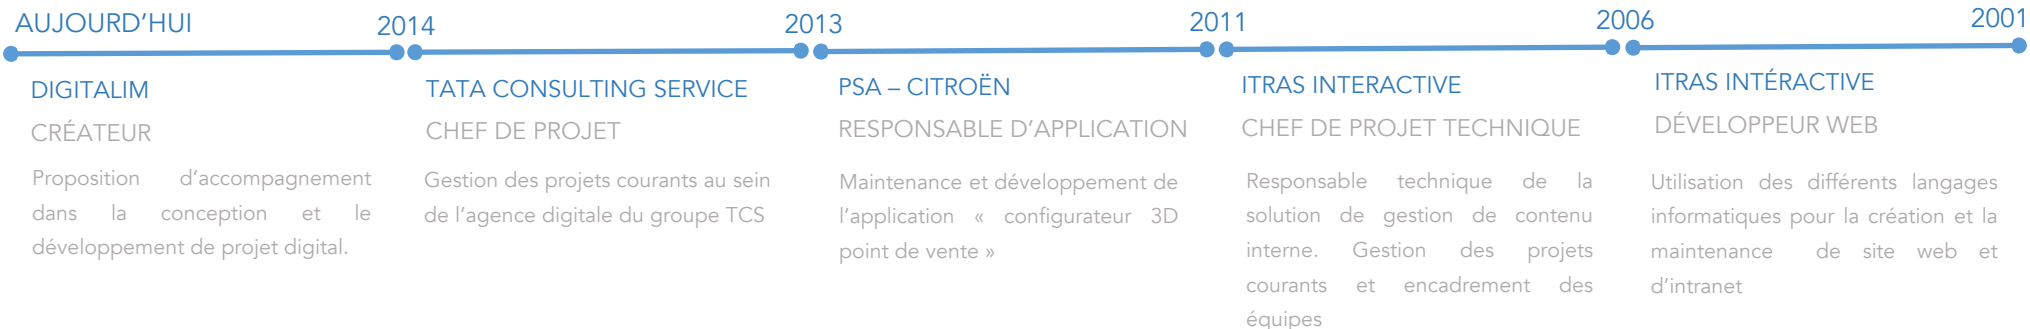 AUJOURD'HUI
2014
2013
2011
2006
2001
DIGITALIM
CRÉATEUR
Proposition d'accompagnement
dans la conception et le
développement de projet digital.
TATA CONSULTING SERVICE
CHEF DE PROJET
Gestion des projets courants au sein
de l'agence digitale du groupe TCS
PSA – CITROËN
RESPONSABLE D'APPLICATION
Maintenance et développement de
l'application « configurateur 3D
point de vente »
ITRAS INTERACTIVE
CHEF DE PROJET TECHNIQUE
Responsable technique de la
solution de gestion de contenu
interne. Gestion des projets
courants et encadrement des
équipes
ITRAS INTÉRACTIVE
DÉVELOPPEUR WEB
Utilisation des différents langages
informatiques pour la création et la
maintenance de site web et
d'intranet